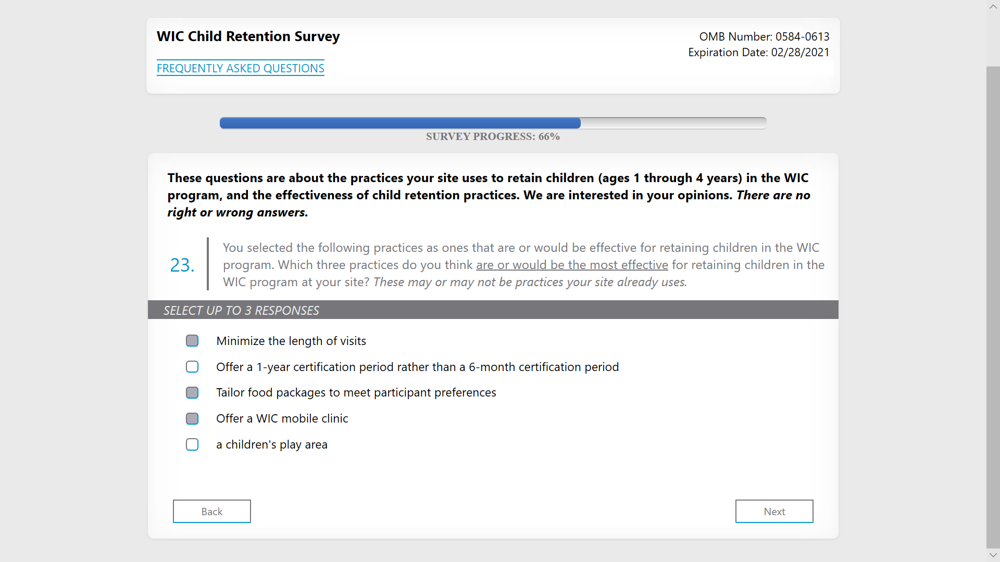 WIC Child Retention Survey
OMB Number: 0584-0613
Expiration Date: 02/28/2021
FREQUENTLY ASKED QUESTIONS
SURVEY PROGRESS: 66%
These questions are about the practices your site uses to retain children (ages 1 through 4 years) in the WIC
program, and the effectiveness of child retention practices. We are interested in your opinions. There are no
right or wrong answers.
23.
You selected the following practices as ones that are or would be effective for retaining children in the WIC
program. Which three practices do you think are or would be the most effective for retaining children in the
WIC program at your site? These may or may not be practices your site already uses.
SELECT UP TO 3 RESPONSES
Minimize the length of visits
Offer a 1-year certification period rather than a 6-month certification period
Tailor food packages to meet participant preferences
Offer a WIC mobile clinic
a children's play area
Back
Next